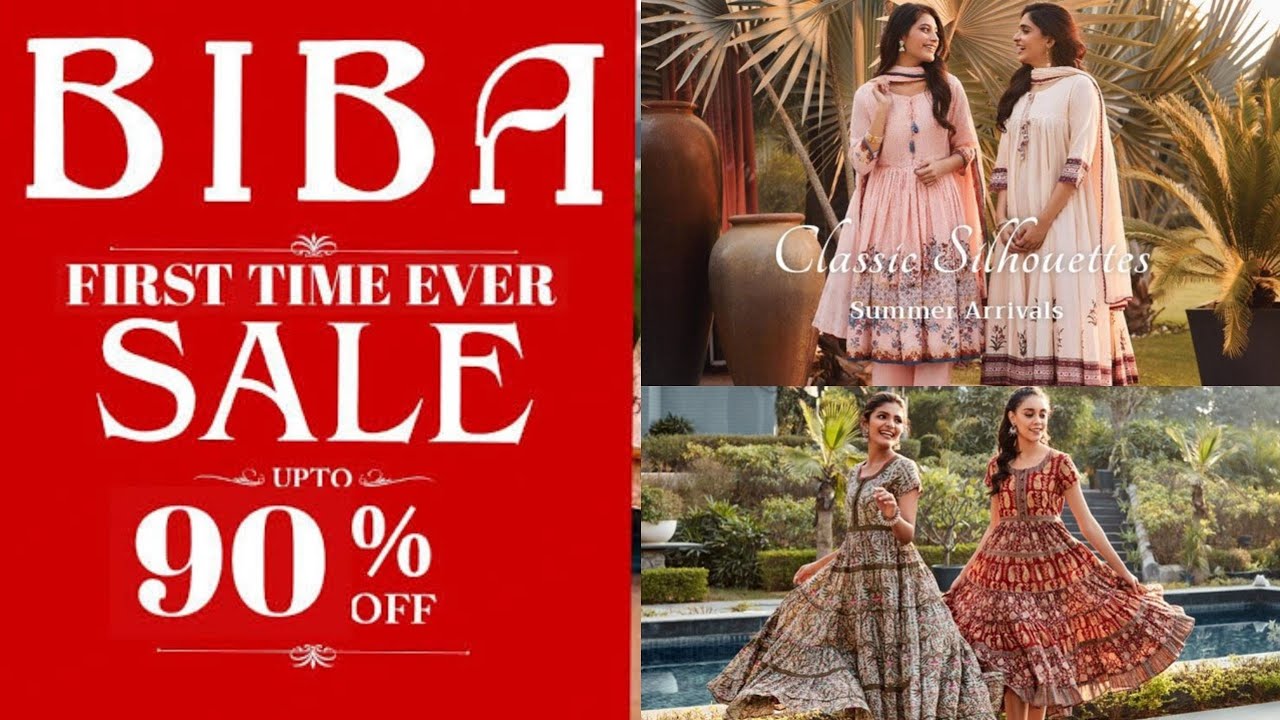 BIBA
FIRST TIME EVER
SALE
UPTO
90%
OFF
Classic Silhouettes
Summer Arrivals